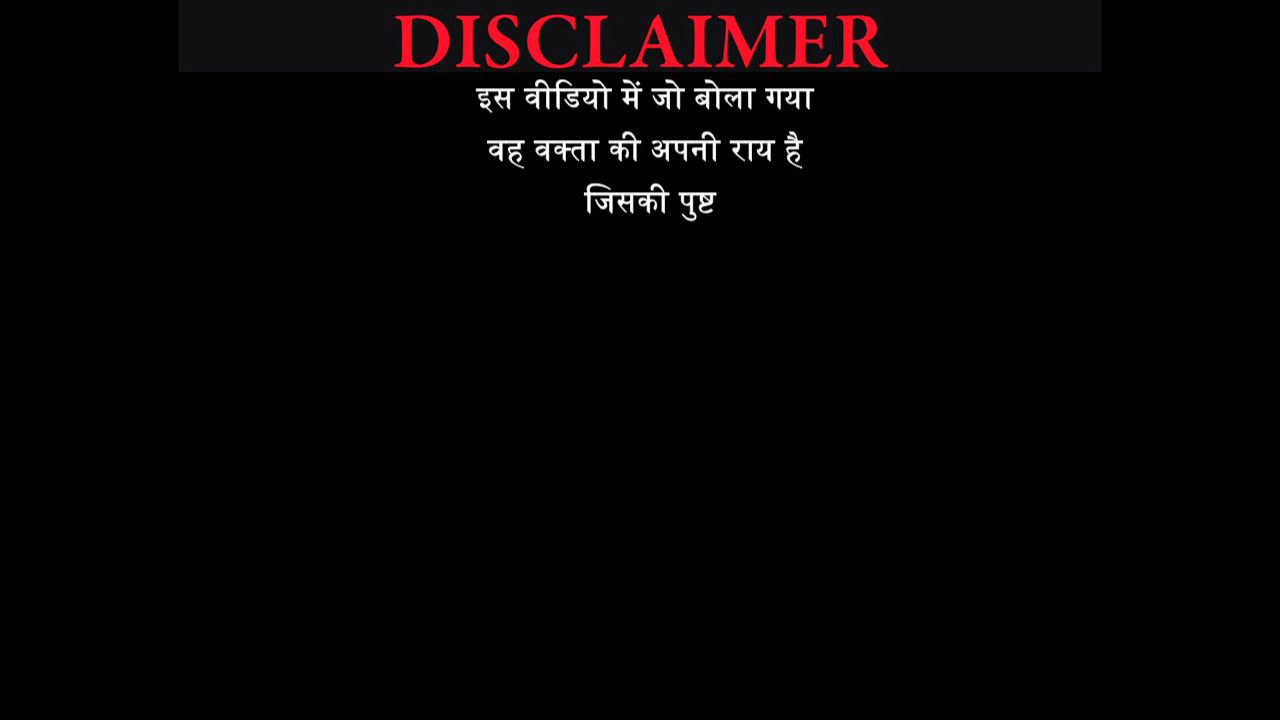 DISCLAIMER
इस वीडियो में जो बोला गया
वह वक्ता की अपनी राय है
जिसकी पुष्ट